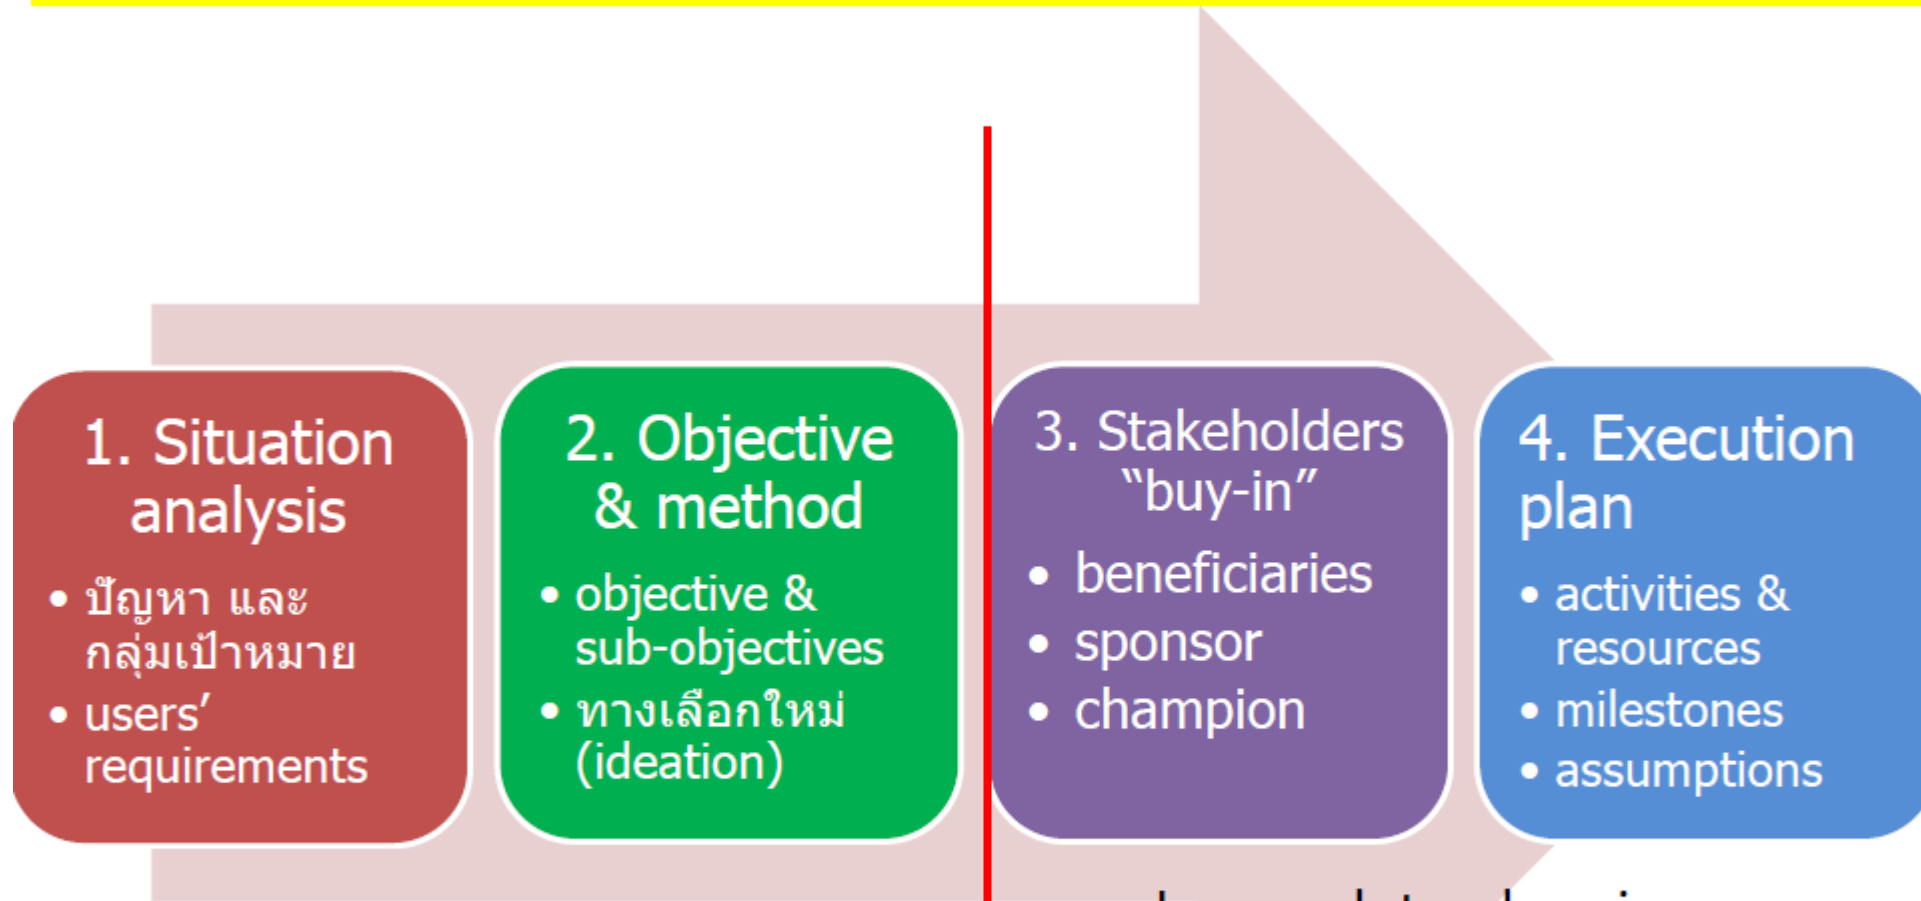 1. Situation
analysis
• ปัญหา และ
กลุ่มเป้าหมาย
• users’
requirements
2. Objective
& method
• objective &
sub-objectives
• ทางเลือกใหม่
(ideation)
3. Stakeholders
“buy-in”
• beneficiaries
• sponsor
• champion
4. Execution
plan
• activities &
resources
• milestones
• assumptions